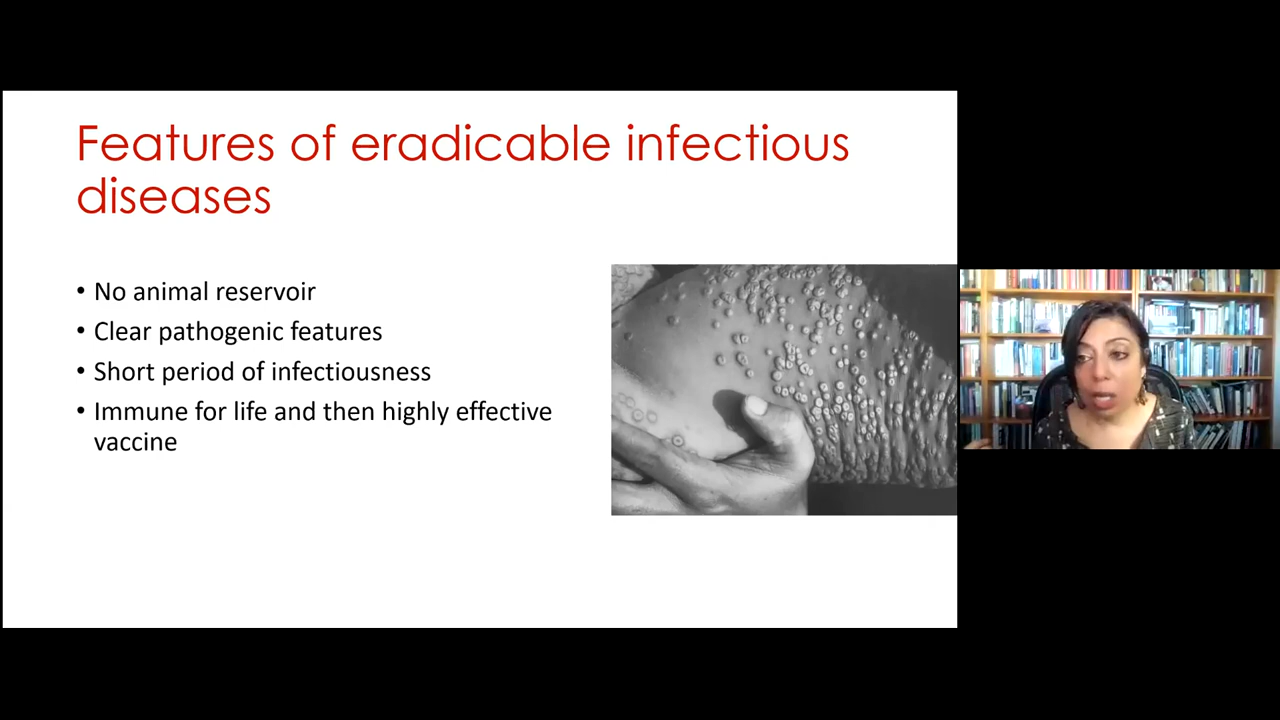 Features of eradicable infectious
diseases
• No animal reservoir
• Clear pathogenic features
• Short period of infectiousness
• Immune for life and then highly effective
vaccine